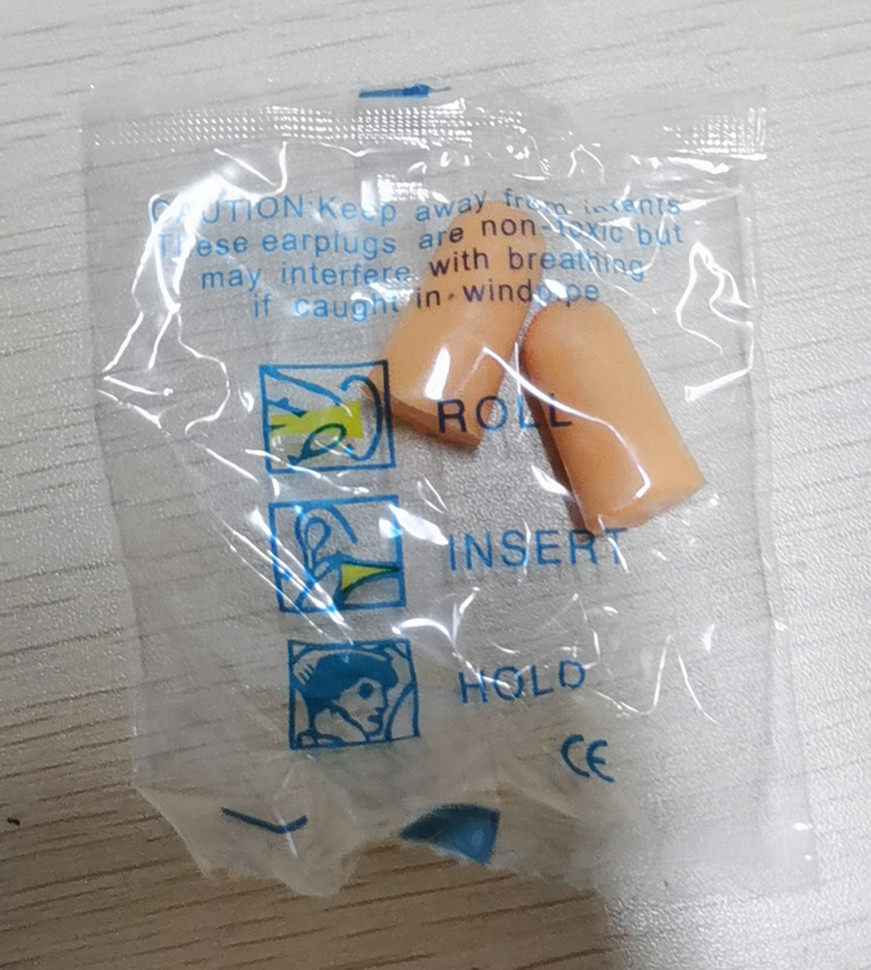 CAUTION:Keep away from infants
These earplugs are non-toxic but
may interfere with breathing
if caught in windpipe
ROLL
INSERT
HOLD
CE